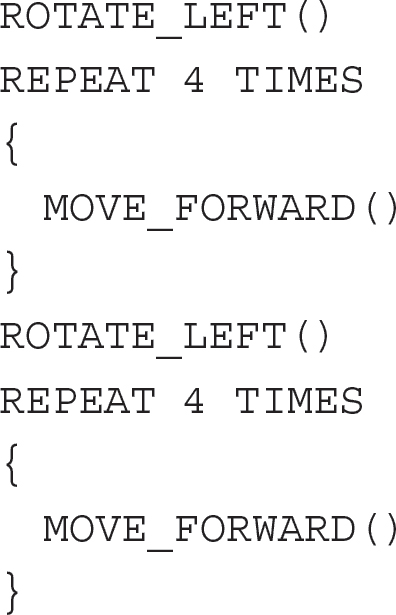 ROTATE_LEFT()
REPEAT 4 TIMES
{
  MOVE_FORWARD()
}
ROTATE_LEFT()
REPEAT 4 TIMES
{
  MOVE_FORWARD()
}